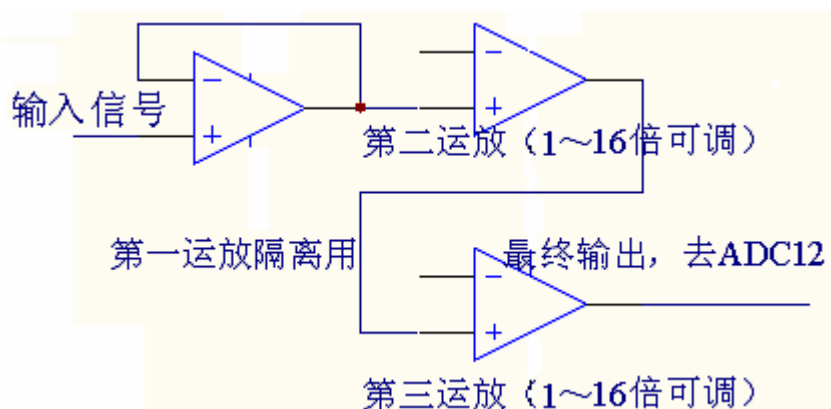 输入信号
第二运放（1～16倍可调）
第一运放隔离用
最终输出，去ADC12
第三运放（1～16倍可调）